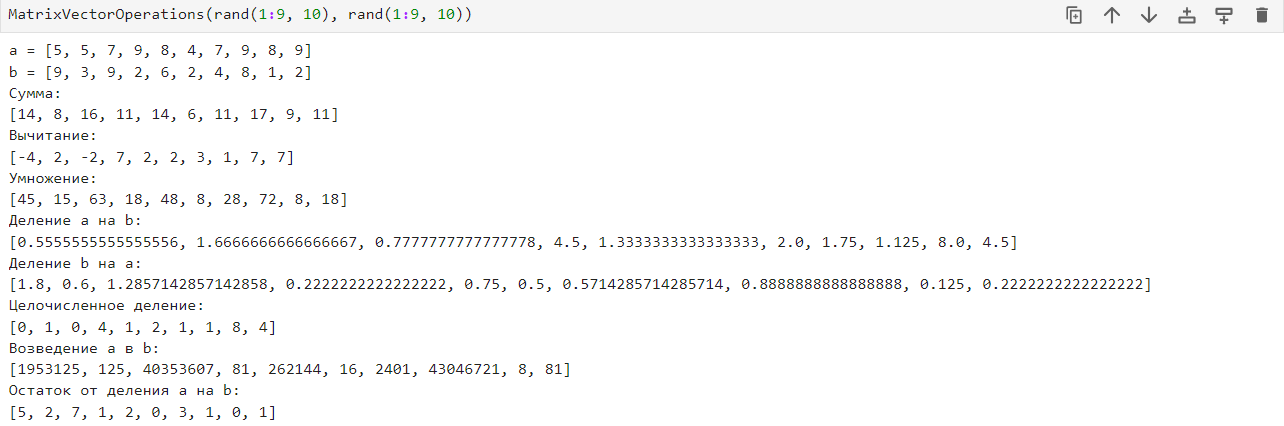 MatrixVectorOperations(rand(1:9, 10), rand(1:9, 10))
a = [5, 5, 7, 9, 8, 4, 7, 9, 8, 9]
b = [9, 3, 9, 2, 6, 2, 4, 8, 1, 2]
Сумма:
[14, 8, 16, 11, 14, 6, 11, 17, 9, 11]
Вычитание:
[-4, 2, -2, 7, 2, 2, 3, 1, 7, 7]
Умножение:
[45, 15, 63, 18, 48, 8, 28, 72, 8, 18]
Деление a на b:
[0.5555555555555556, 1.6666666666666667, 0.7777777777777778, 4.5, 1.3333333333333333, 2.0, 1.75, 1.125, 8.0, 4.5]
Деление b на a:
[1.8, 0.6, 1.2857142857142858, 0.2222222222222222, 0.75, 0.5, 0.5714285714285714, 0.8888888888888888, 0.125, 0.2222222222222222]
Целочисленное деление:
[0, 1, 0, 4, 1, 2, 1, 1, 8, 4]
Возведение a в b:
[1953125, 125, 40353607, 81, 262144, 16, 2401, 43046721, 8, 81]
Остаток от деления a на b:
[5, 2, 7, 1, 2, 0, 3, 1, 0, 1]